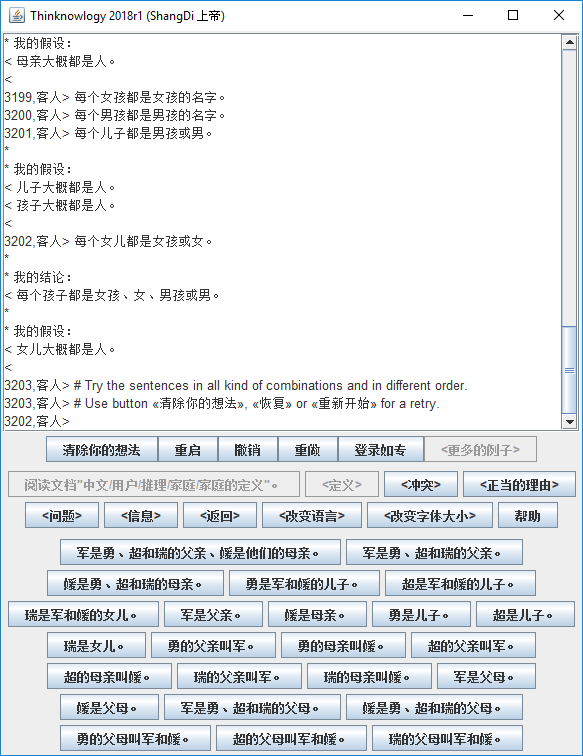 Thinknowlogy 2018r1 (ShangDi 上帝)
* 我的假设:
< 母亲大概都是人。
<
3199,客人> 每个女孩都是女孩的名字。
3200,客人> 每个男孩都是男孩的名字。
3201,客人> 每个儿子都是男孩或男。
*
* 我的假设:
< 儿子大概都是人。
< 孩子大概都是人。
<
3202,客人> 每个女儿都是女孩或女。
*
* 我的结论:
< 每个孩子都是女孩、女、男孩或男。
*
* 我的假设:
< 女儿大概都是人。
<
3203,客人> # Try the sentences in all kind of combinations and in different order.
3203,客人> # Use button «清除你的想法», «恢复» or «重新开始» for a retry.
3202,客人>
清除你的想法 重启 撤销 重做 登录如专 <更多的例子>
阅读文档"中文/用户/推理/家庭/家庭的定义"。 <定义> <冲突> <正当的理由>
<问题> <信息> <返回> <改变语言> <改变字体大小> 帮助
军是勇、超和瑞的父亲、媛是他们的母亲。 军是勇、超和瑞的父亲。
媛是勇、超和瑞的母亲。 勇是军和媛的儿子。 超是军和媛的儿子。
瑞是军和媛的女儿。 军是父亲。 媛是母亲。 勇是儿子。 超是儿子。
瑞是女儿。 勇的父亲叫军。 勇的母亲叫媛。 超的父亲叫军。
超的母亲叫媛。 瑞的父亲叫军。 瑞的母亲叫媛。 军是父母。
媛是父母。 军是勇、超和瑞的父母。 媛是勇、超和瑞的父母。
勇的父母叫军和媛。 超的父母叫军和媛。 瑞的父母叫军和媛。